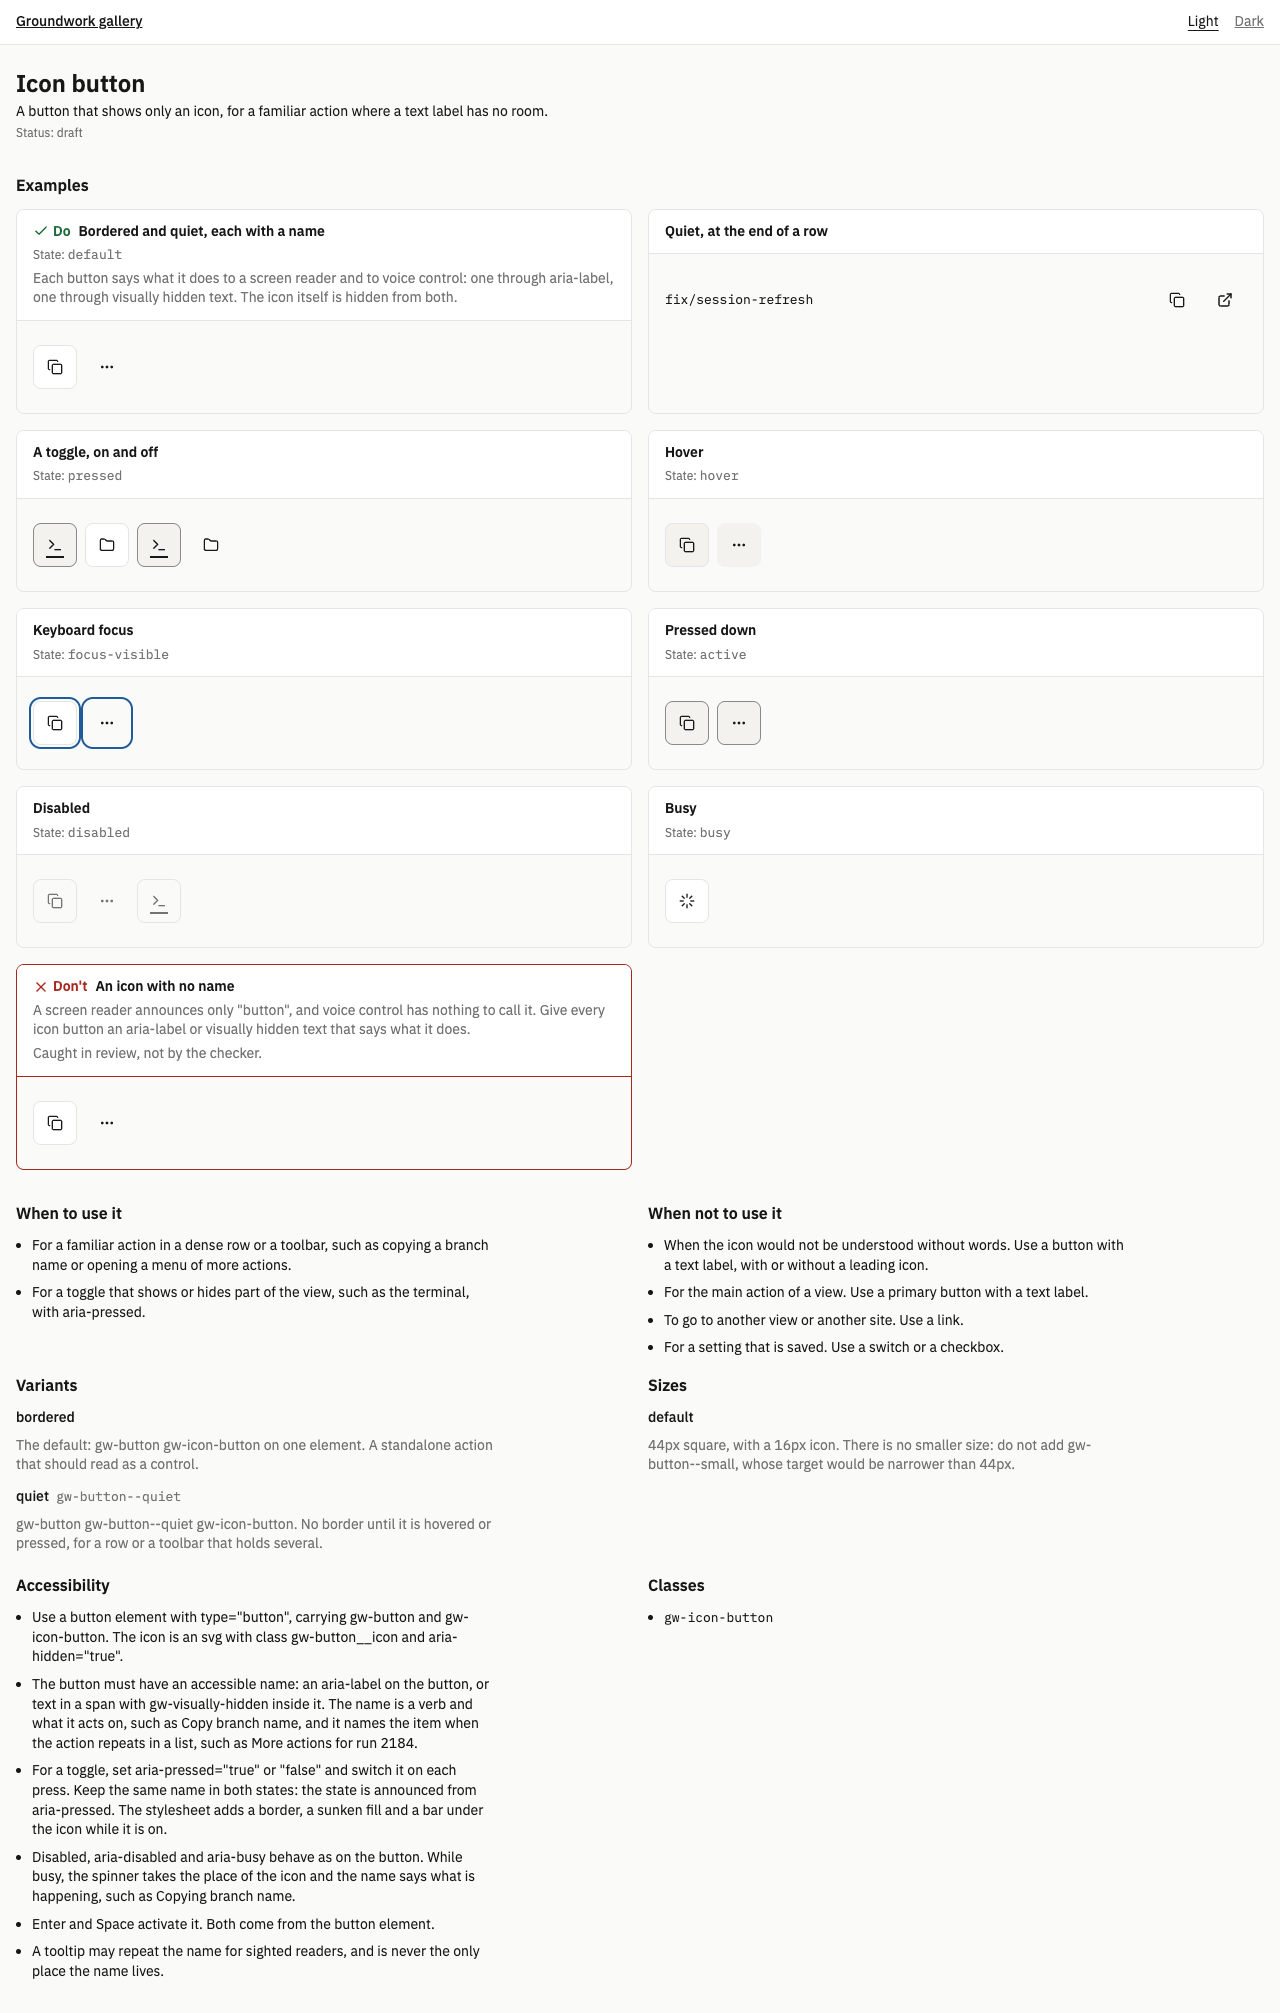 Groundwork gallery
Light Dark
Icon button
A button that shows only an icon, for a familiar action where a text label has no room.
Status: draft
Examples
Do Bordered and quiet, each with a name
State: default
Each button says what it does to a screen reader and to voice control: one through aria-label,
one through visually hidden text. The icon itself is hidden from both.
Quiet, at the end of a row
fix/session-refresh
A toggle, on and off
State: pressed
Hover
State: hover
Keyboard focus
State: focus-visible
Pressed down
State: active
Disabled
State: disabled
Busy
State: busy
Don't An icon with no name
A screen reader announces only "button", and voice control has nothing to call it. Give every
icon button an aria-label or visually hidden text that says what it does.
Caught in review, not by the checker.
When to use it
For a familiar action in a dense row or a toolbar, such as copying a branch
name or opening a menu of more actions.
For a toggle that shows or hides part of the view, such as the terminal,
with aria-pressed.
When not to use it
When the icon would not be understood without words. Use a button with
a text label, with or without a leading icon.
For the main action of a view. Use a primary button with a text label.
To go to another view or another site. Use a link.
For a setting that is saved. Use a switch or a checkbox.
Variants
bordered
The default: gw-button gw-icon-button on one element. A standalone action
that should read as a control.
quiet gw-button--quiet
gw-button gw-button--quiet gw-icon-button. No border until it is hovered or
pressed, for a row or a toolbar that holds several.
Sizes
default
44px square, with a 16px icon. There is no smaller size: do not add gw-
button--small, whose target would be narrower than 44px.
Accessibility
Use a button element with type="button", carrying gw-button and gw-
icon-button. The icon is an svg with class gw-button__icon and aria-
hidden="true".
The button must have an accessible name: an aria-label on the button, or
text in a span with gw-visually-hidden inside it. The name is a verb and
what it acts on, such as Copy branch name, and it names the item when
the action repeats in a list, such as More actions for run 2184.
For a toggle, set aria-pressed="true" or "false" and switch it on each
press. Keep the same name in both states: the state is announced from
aria-pressed. The stylesheet adds a border, a sunken fill and a bar under
the icon while it is on.
Disabled, aria-disabled and aria-busy behave as on the button. While
busy, the spinner takes the place of the icon and the name says what is
happening, such as Copying branch name.
Enter and Space activate it. Both come from the button element.
A tooltip may repeat the name for sighted readers, and is never the only
place the name lives.
Classes
gw-icon-button